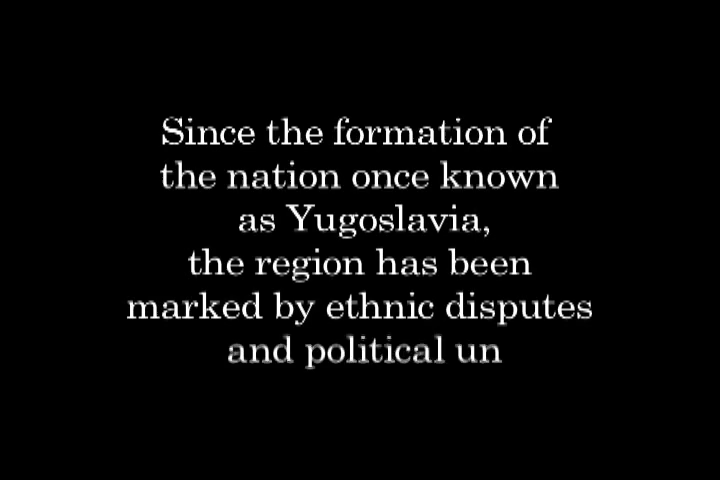 Since the formation of
the nation once known
as Yugoslavia,
the region has been
marked by ethnic disputes
and political un